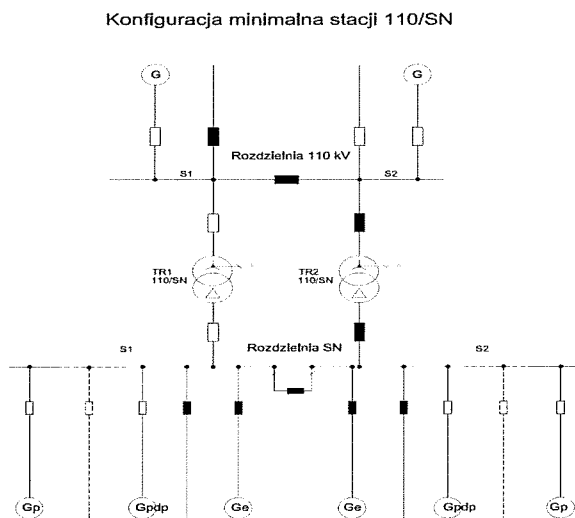 Konfiguracja minimalna stacji 110/SN
G
G
Rozdzielnia 110 kV
S1
S2
TR1
110/SN
TR2
110/SN
Rozdzielnia SN
S1
S2
Gp
Gpdp
Ge
Ge
Gpdp
Gp